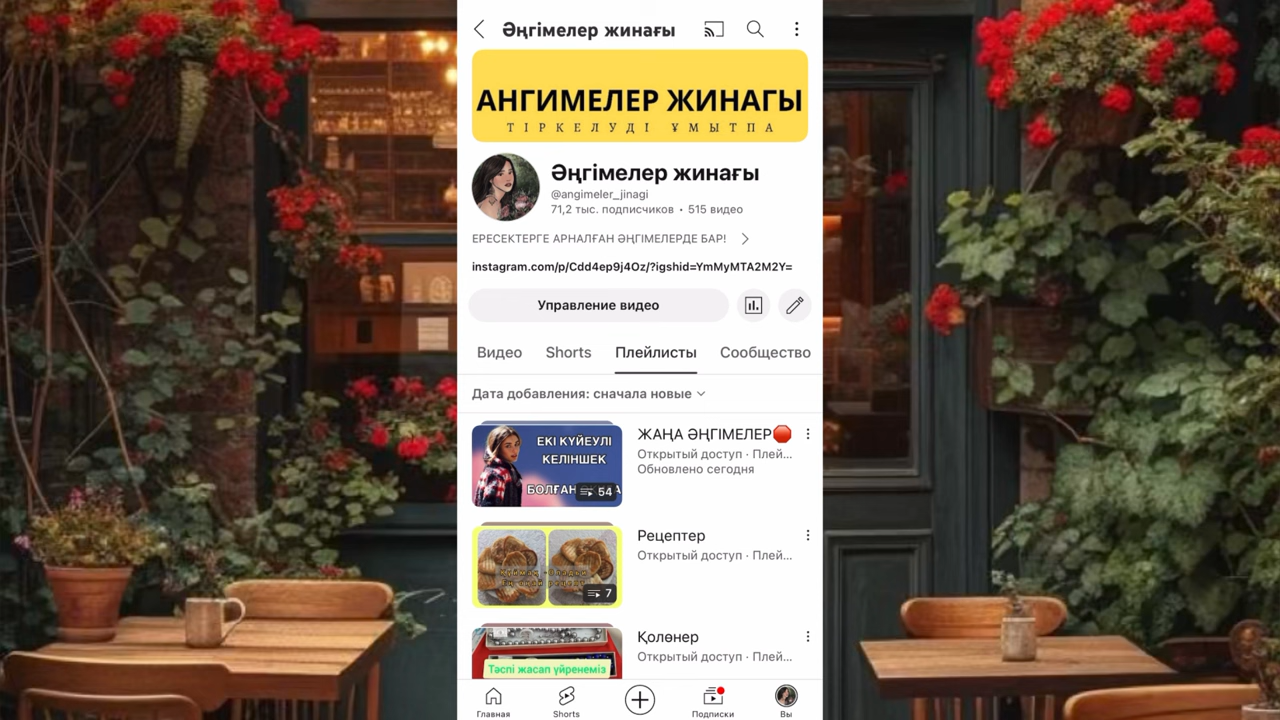 Әңгімелер жинағы
АНГИМЕЛЕР ЖИНАГЫ
ТІРКЕЛУДІ ҰМЫТПА
Әңгімелер жинағы
@angimeler_jinagi
71,2 тыс. подписчиков • 515 видео
ЕРЕСЕКТЕРГЕ АРНАЛҒАН ӘҢГІМЕЛЕРДЕ БАР!
instagram.com/p/Cdd4ep9j4Oz/?igshid=YmMyMTA2M2Y=
Управление видео
Видео Shorts Плейлисты Сообщество
Дата добавления: сначала новые
ЕКІ КҮЙЕУЛІ
КЕЛІНШЕК
54
ЖАҢА ӘҢГІМЕЛЕР
Открытый доступ · Плей...
Обновлено сегодня
7
Рецептер
Открытый доступ · Плей...
Тәспі жасап үйренеміз
Қолөнер
Открытый доступ · Плей...
Главная Shorts Подписки Вы